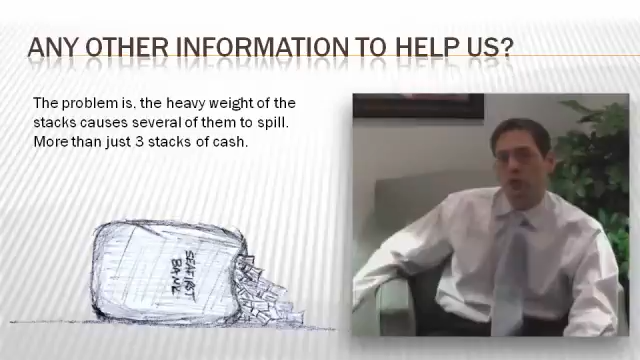 ANY OTHER INFORMATION TO HELP US?
The problem is, the heavy weight of the
stacks causes several of them to spill.
More than just 3 stacks of cash.
SEAFIRST
BANK